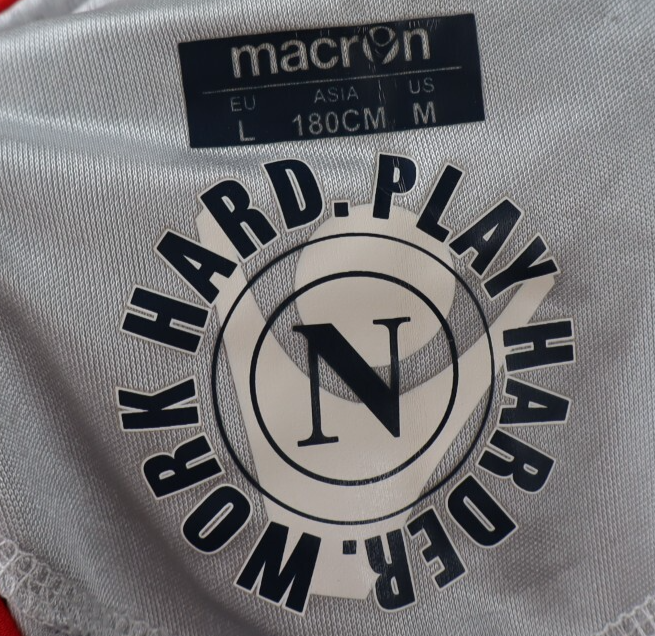 macron
EU ASIA US
L 180CM M
WORK HARD. PLAY HARDER.
N